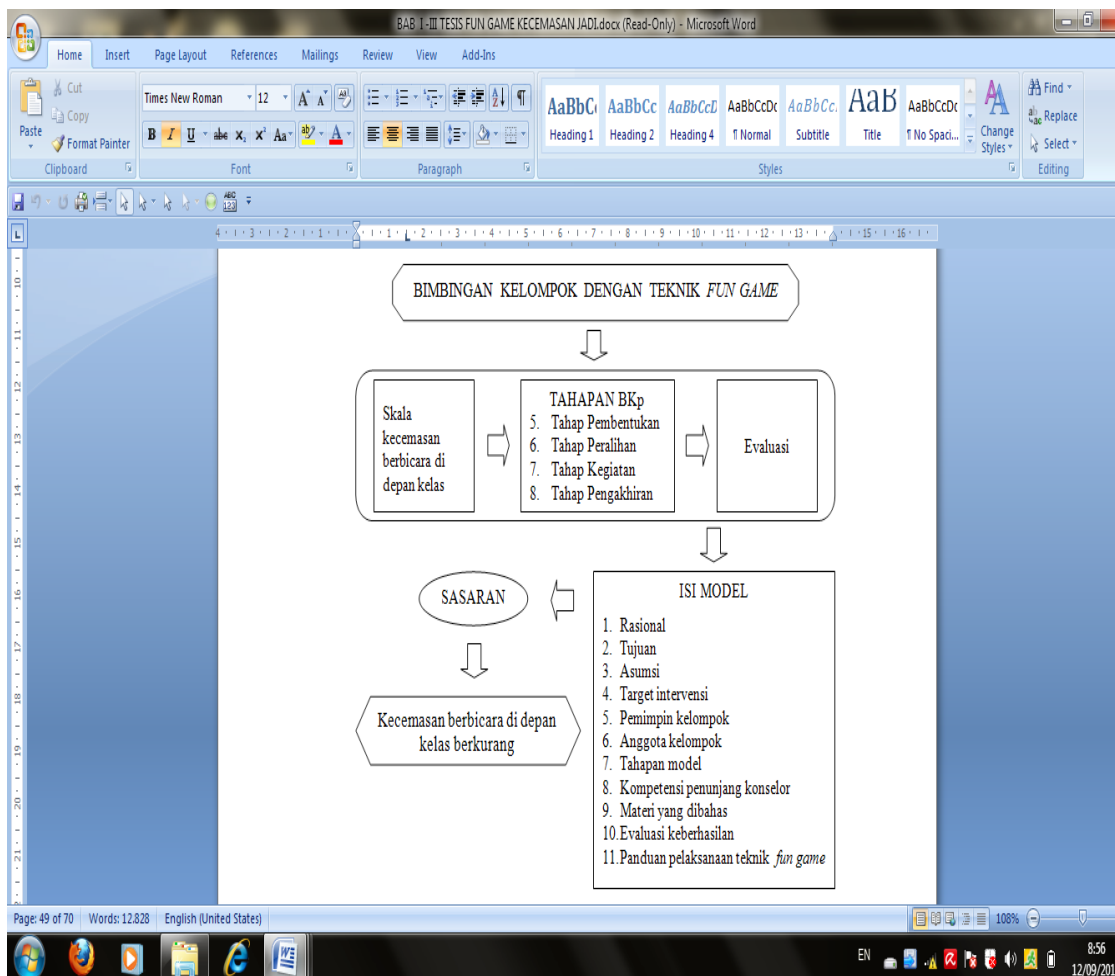 BAB I -III TESIS FUN GAME KECEMASAN JADI.docx (Read-Only) - Microsoft Word
Home Insert Page Layout References Mailings Review View Add-Ins
Paste
Cut
Copy
Format Painter
Clipboard
Times New Roman 12
Font
Paragraph
AaBbCc AaBbCc AaBbCcD AaBbCcDc AaBbCc. AaB AaBbCcDc
Heading 1 Heading 2 Heading 4 ¶ Normal Subtitle Title ¶ No Spaci...
Styles
Change
Styles
Find
Replace
Select
Editing
BIMBINGAN KELOMPOK DENGAN TEKNIK FUN GAME
Skala
kecemasan
berbicara di
depan kelas
TAHAPAN BKp
5. Tahap Pembentukan
6. Tahap Peralihan
7. Tahap Kegiatan
8. Tahap Pengakhiran
Evaluasi
ISI MODEL
1. Rasional
2. Tujuan
3. Asumsi
4. Target intervensi
5. Pemimpin kelompok
6. Anggota kelompok
7. Tahapan model
8. Kompetensi penunjang konselor
9. Materi yang dibahas
10. Evaluasi keberhasilan
11. Panduan pelaksanaan teknik fun game
SASARAN
Kecemasan berbicara di depan
kelas berkurang
Page: 49 of 70 Words: 12.828 English (United States) 108%
EN 8:56
12/09/201